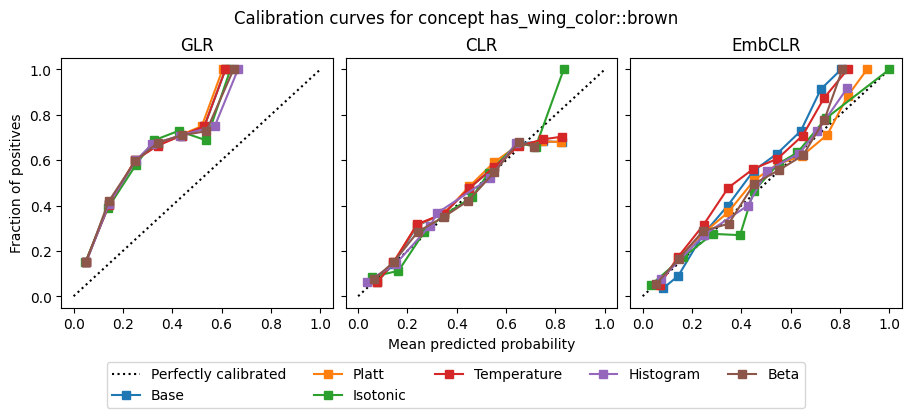 Calibration curves for concept has_wing_color::brown
GLR
CLR
EmbCLR
Fraction of positives
1.0
0.8
0.6
0.4
0.2
0.0
0.0 0.2 0.4 0.6 0.8 1.0
0.0 0.2 0.4 0.6 0.8 1.0
0.0 0.2 0.4 0.6 0.8 1.0
Mean predicted probability
Perfectly calibrated
Base
Platt
Isotonic
Temperature
Histogram
Beta